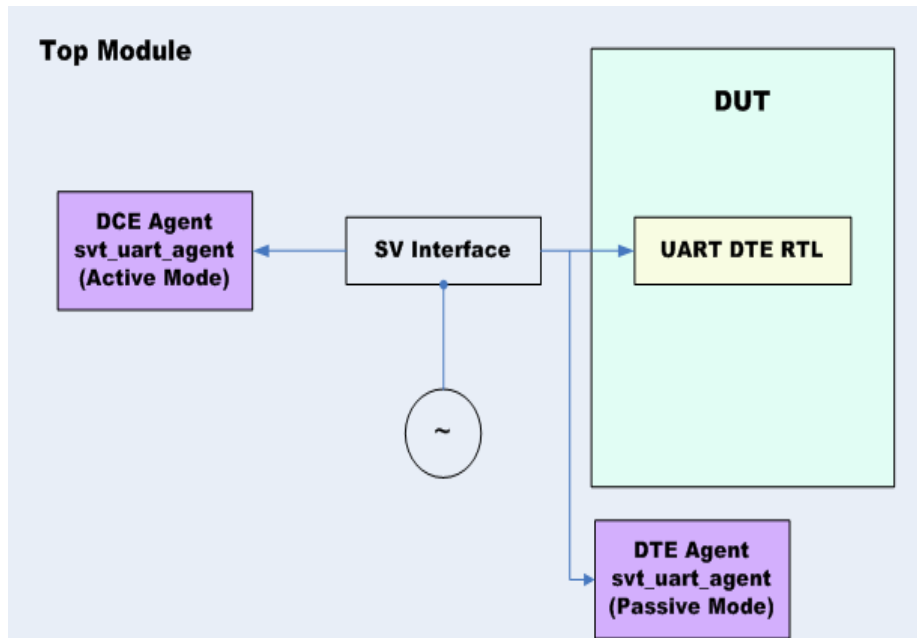 Top Module
DUT
DCE Agent
svt_uart_agent
(Active Mode)
SV Interface
UART DTE RTL
~
DTE Agent
svt_uart_agent
(Passive Mode)